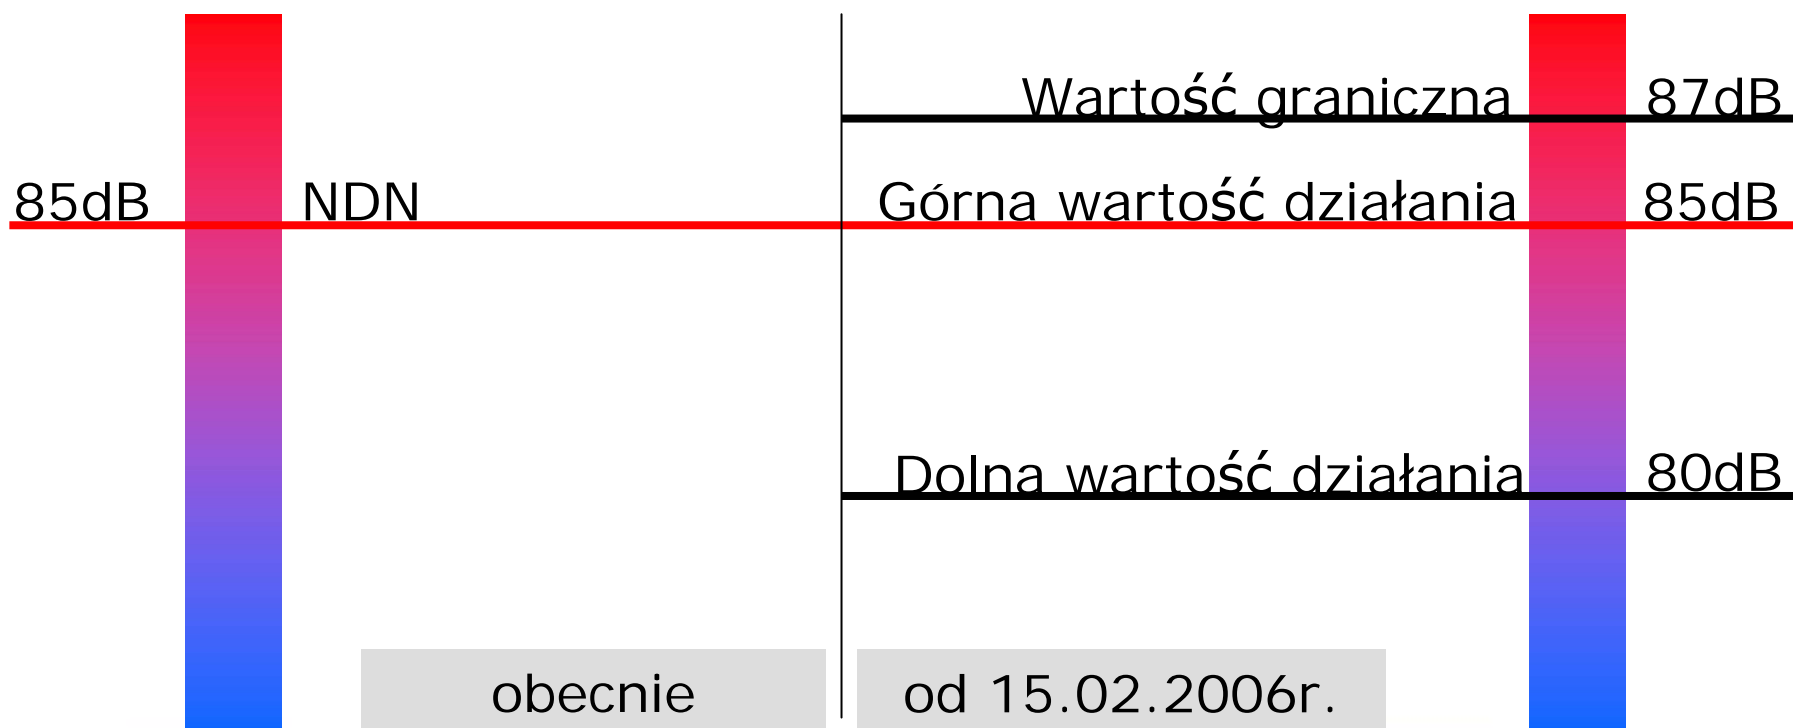 Wartość graniczna 87dB
85dB NDN Górna wartość działania 85dB
Dolna wartość działania 80dB
obecnie od 15.02.2006r.